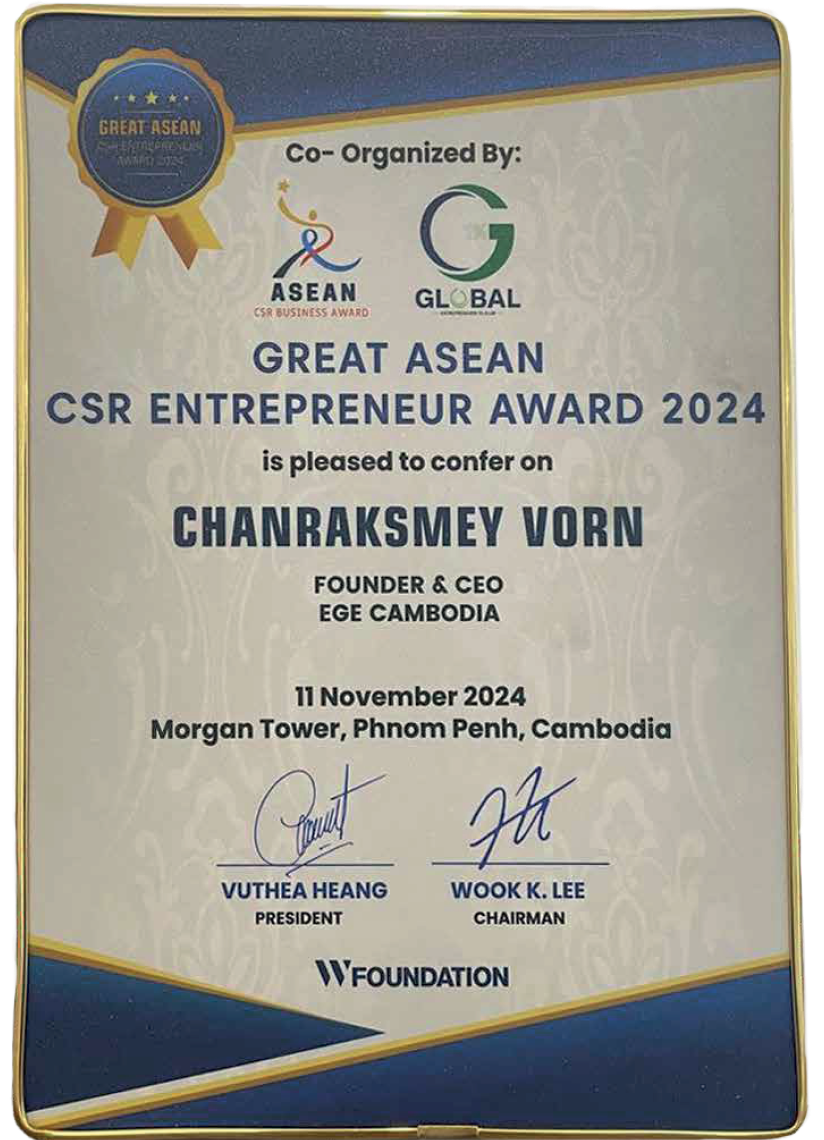 GREAT ASEAN
CSR ENTREPRENEUR
AWARD 2024
Co- Organized By:
ASEAN
CSR BUSINESS AWARD
GLOBAL
GREAT ASEAN
CSR ENTREPRENEUR AWARD 2024
is pleased to confer on
CHANRAKSMEY VORN
FOUNDER & CEO
EGE CAMBODIA
11 November 2024
Morgan Tower, Phnom Penh, Cambodia
VUTHEA HEANG
PRESIDENT
WOOK K. LEE
CHAIRMAN
W FOUNDATION